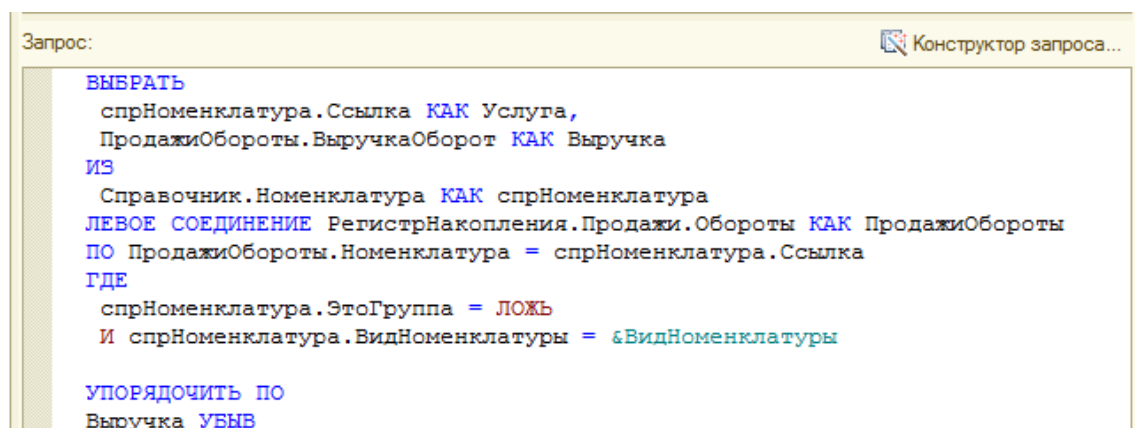 Запрос:
Конструктор запроса...
ВЫБРАТЬ
спрНоменклатура.Ссылка КАК Услуга,
ПродажиОбороты.ВыручкаОборот КАК Выручка
ИЗ
Справочник.Номенклатура КАК спрНоменклатура
ЛЕВОЕ СОЕДИНЕНИЕ РегистрНакопления.Продажи.Обороты КАК ПродажиОбороты
ПО ПродажиОбороты.Номенклатура = спрНоменклатура.Ссылка
ГДЕ
спрНоменклатура.ЭтоГруппа = ЛОЖЬ
И спрНоменклатура.ВидНоменклатуры = &ВидНоменклатуры
УПОРЯДОЧИТЬ ПО
Выручка УБЫВ